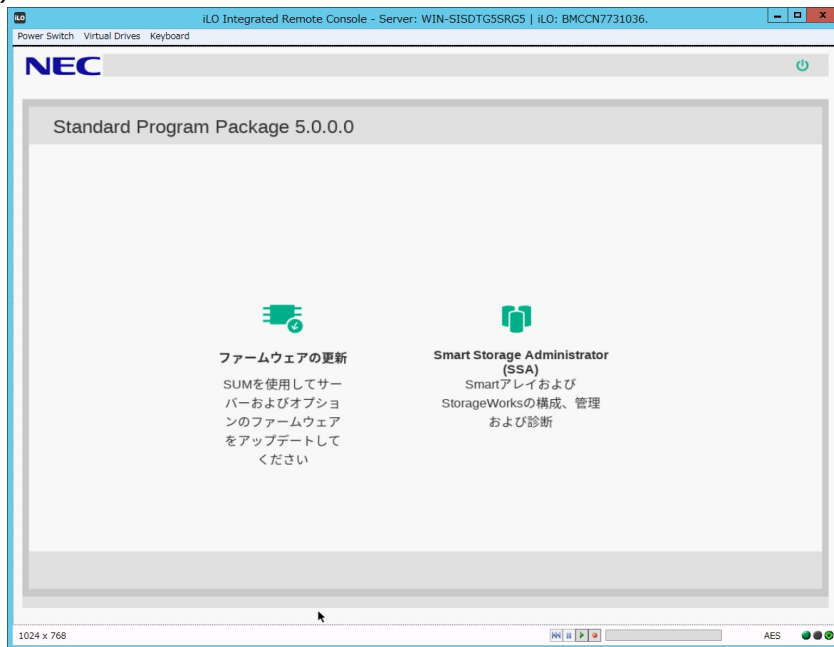 iLO
iLO Integrated Remote Console - Server: WIN-SISDTG5SRG5 | iLO: BMCCN7731036.
Power Switch Virtual Drives Keyboard
NEC
Standard Program Package 5.0.0.0
ファームウェアの更新
SUMを使用してサー
バーおよびオプショ
ンのファームウェア
をアップデートして
ください
Smart Storage Administrator
(SSA)
Smartアレイおよび
StorageWorksの構成、管理
および診断
1024 x 768
AES